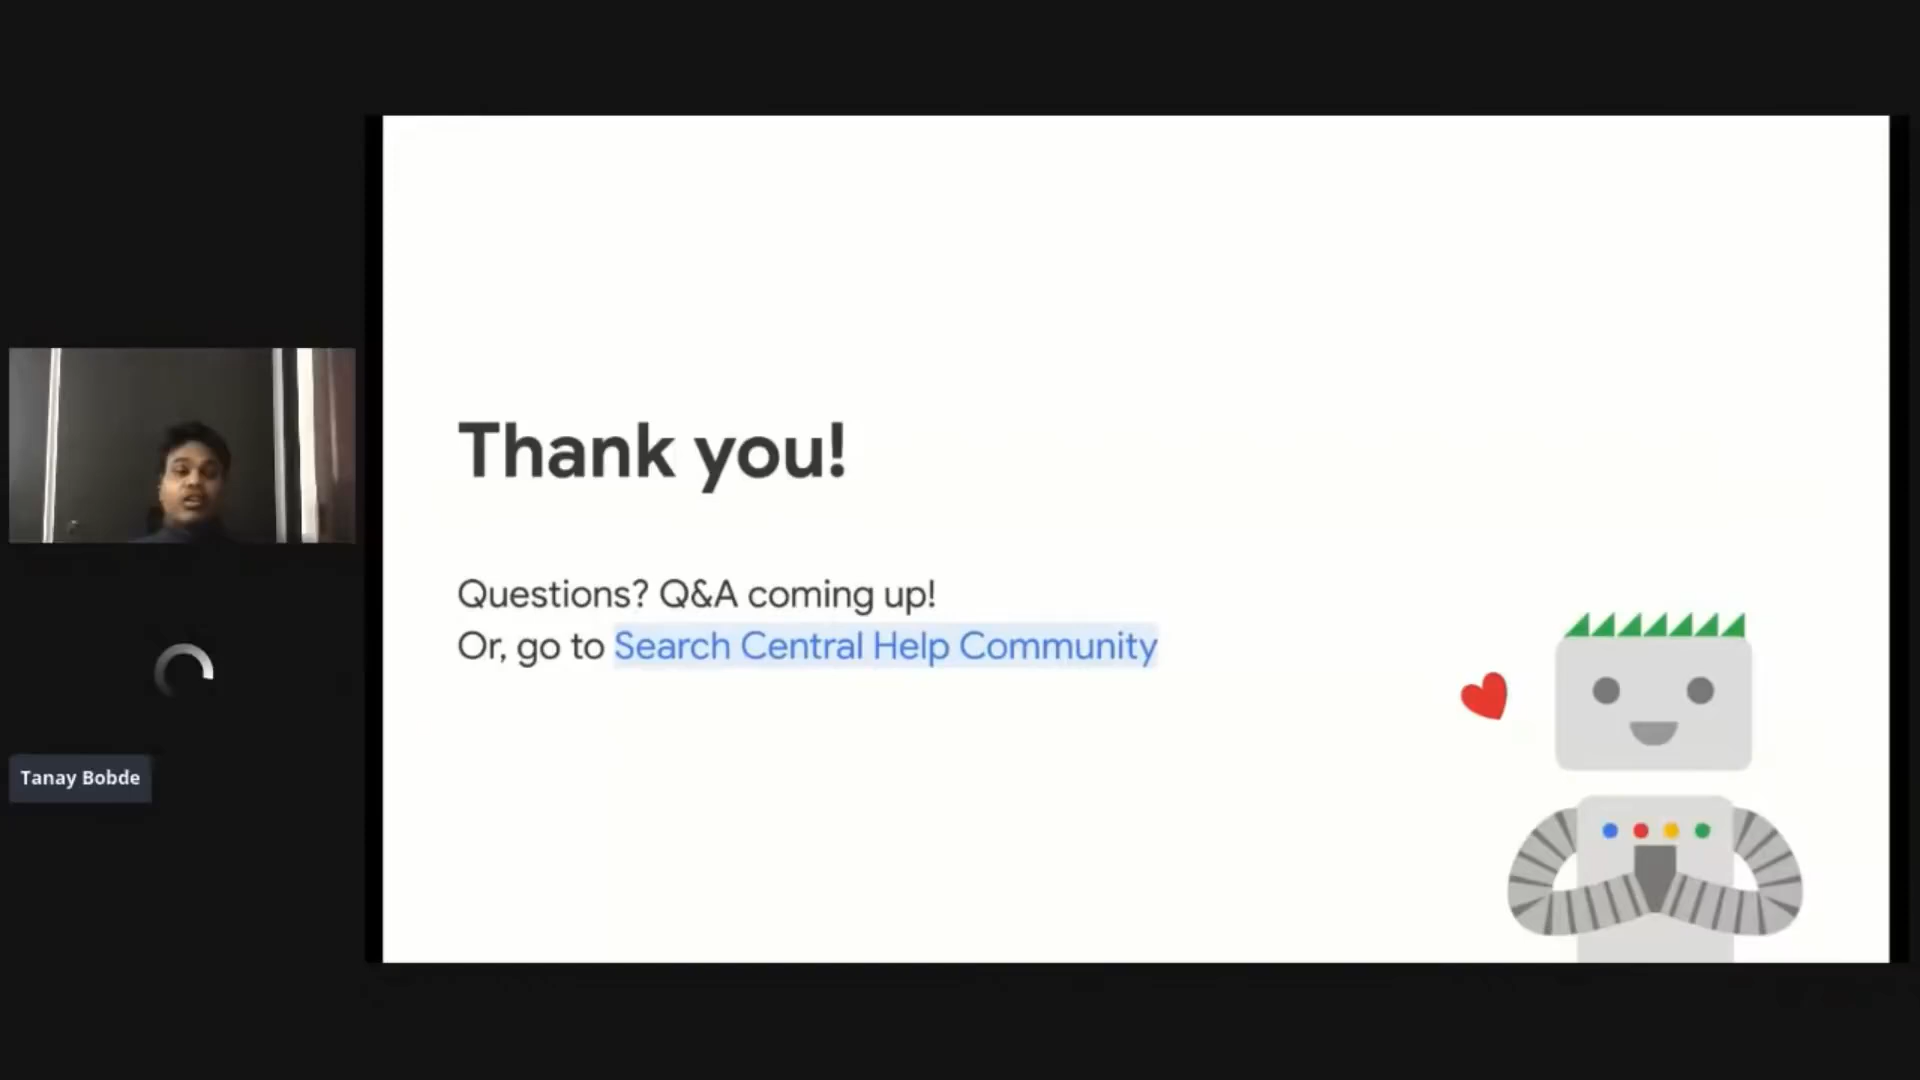 Thank you!
Questions? Q&A coming up!
Or, go to Search Central Help Community
Tanay Bobde